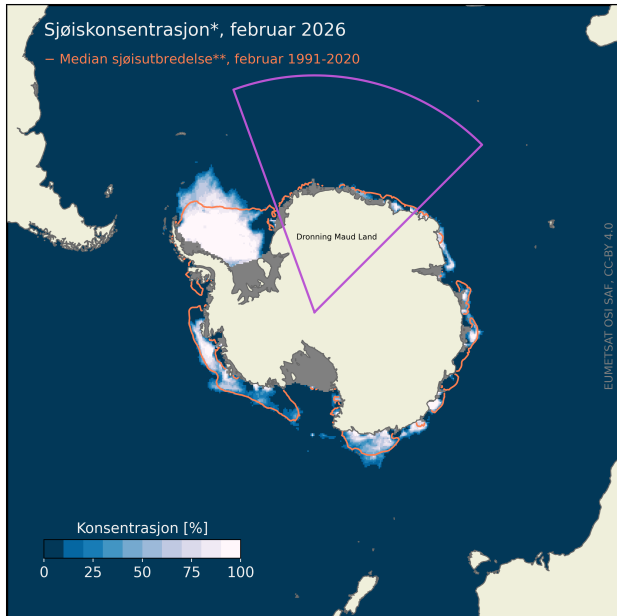 Sjøiskonsentrasjon*, februar 2026
− Median sjøisutbredelse**, februar 1991-2020
Dronning Maud Land
EUMETSAT OSI SAF, CC-BY 4.0
Konsentrasjon [%]
0 25 50 75 100